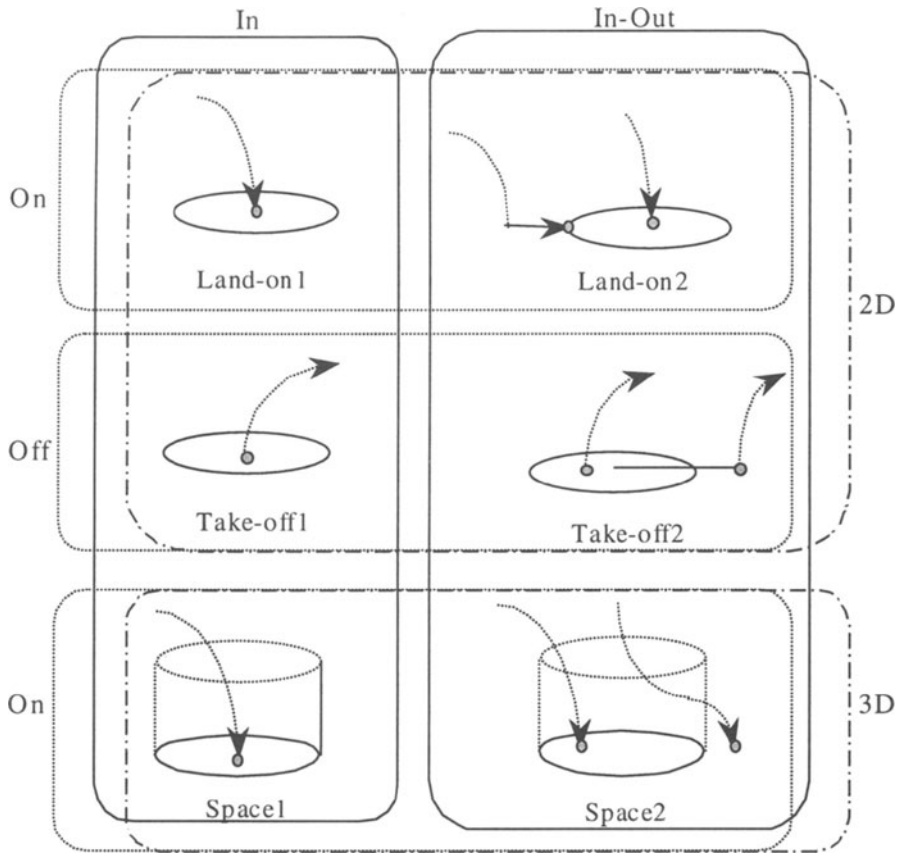 In
In-Out
On
Land-on1
Land-on2
2D
Off
Take-off1
Take-off2
On
3D
Space1
Space2